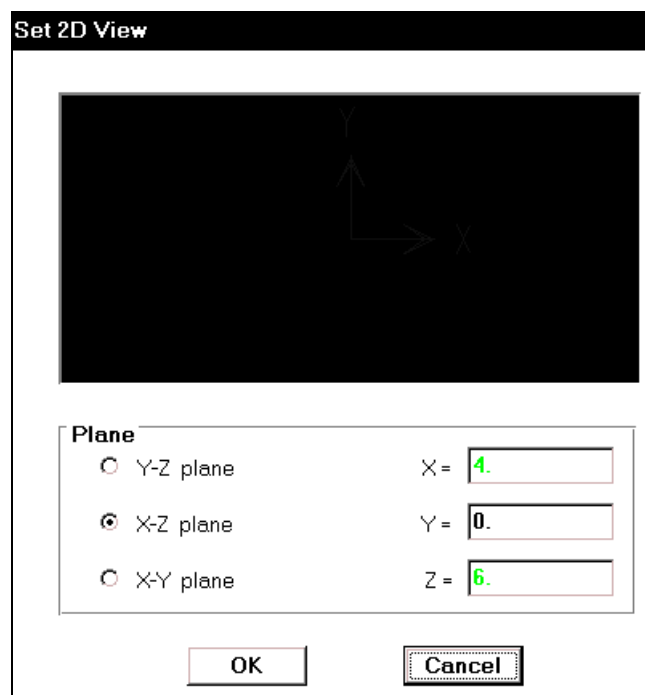 Set 2D View
Y
X
Plane
Y-Z plane
X = 4.
X-Z plane
Y = 0.
X-Y plane
Z = 6.
OK
Cancel